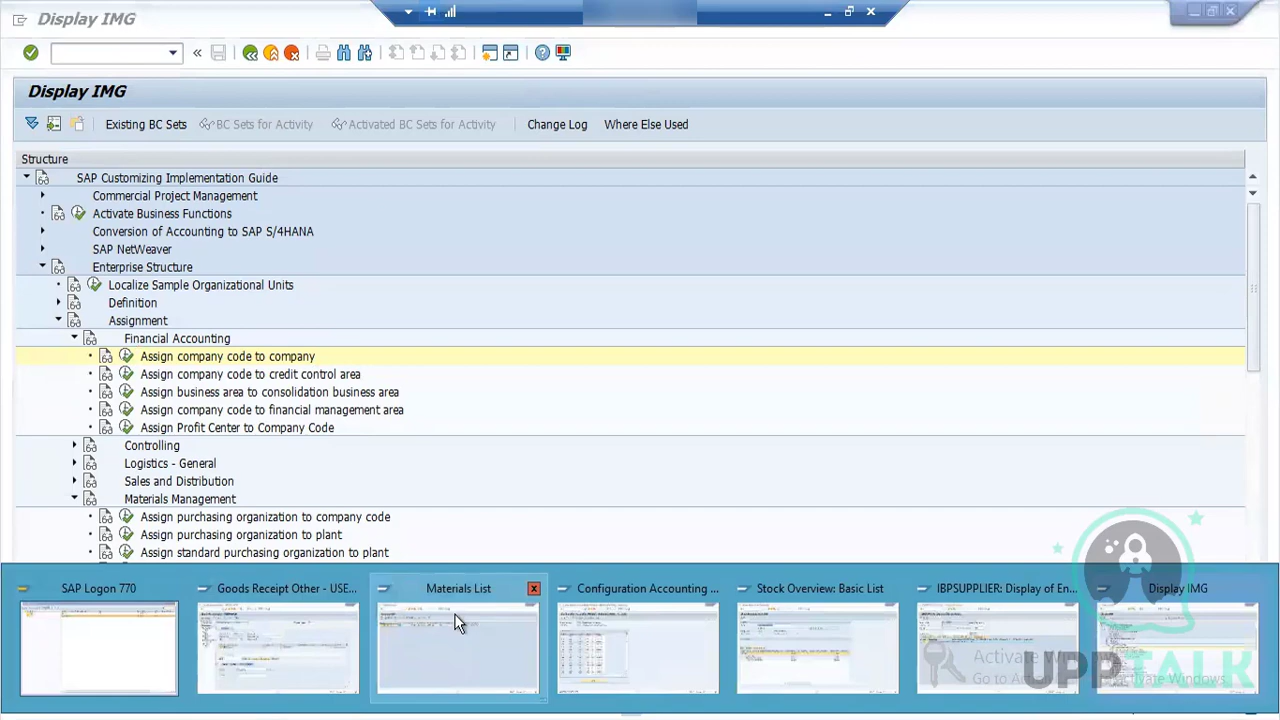 Display IMG
Display IMG
Existing BC Sets
BC Sets for Activity
Activated BC Sets for Activity
Change Log
Where Else Used
Structure
SAP Customizing Implementation Guide
Commercial Project Management
Activate Business Functions
Conversion of Accounting to SAP S/4HANA
SAP NetWeaver
Enterprise Structure
Localize Sample Organizational Units
Definition
Assignment
Financial Accounting
Assign company code to company
Assign company code to credit control area
Assign business area to consolidation business area
Assign company code to financial management area
Assign Profit Center to Company Code
Controlling
Logistics - General
Sales and Distribution
Materials Management
Assign purchasing organization to company code
Assign purchasing organization to plant
Assign standard purchasing organization to plant
SAP Logon 770
Goods Receipt Other - USE...
Materials List
Configuration Accounting ...
Stock Overview: Basic List
IBPSUPPLIER: Display of En...
Display IMG
UPPTALK